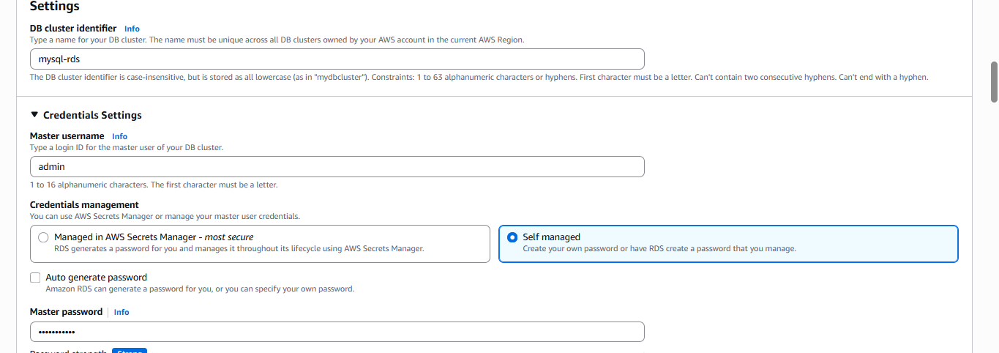 Settings
DB cluster identifier Info
Type a name for your DB cluster. The name must be unique across all DB clusters owned by your AWS account in the current AWS Region.
mysql-rds
The DB cluster identifier is case-insensitive, but is stored as all lowercase (as in "mydbcluster"). Constraints: 1 to 63 alphanumeric characters or hyphens. First character must be a letter. Can't contain two consecutive hyphens. Can't end with a hyphen.
Credentials Settings
Master username Info
Type a login ID for the master user of your DB cluster.
admin
1 to 16 alphanumeric characters. The first character must be a letter.
Credentials management
You can use AWS Secrets Manager or manage your master user credentials.
Managed in AWS Secrets Manager - most secure
RDS generates a password for you and manages it throughout its lifecycle using AWS Secrets Manager.
Self managed
Create your own password or have RDS create a password that you manage.
Auto generate password
Amazon RDS can generate a password for you, or you can specify your own password.
Master password Info
•••••••••••
Password strength Strong